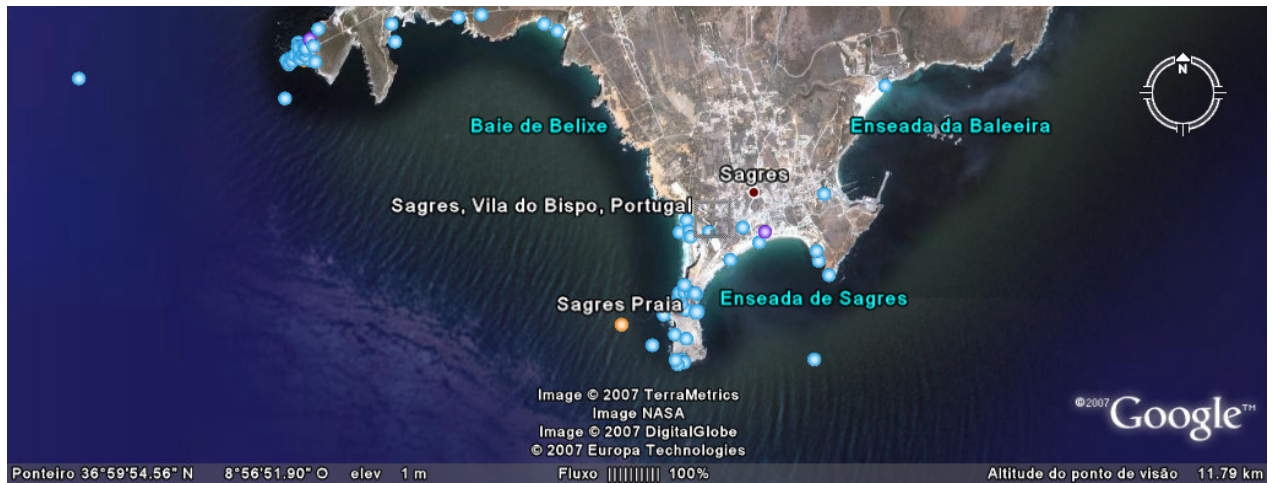 N
Baie de Belixe
Enseada da Baleeira
Sagres
Sagres, Vila do Bispo, Portugal
Enseada de Sagres
Sagres Praia
Image © 2007 TerraMetrics
Image NASA
Image © 2007 DigitalGlobe
© 2007 Europa Technologies
©2007 Google™
Ponteiro 36°59'54.56" N 8°56'51.90" O elev 1 m Fluxo |||||||||| 100% Altitude do ponto de visão 11.79 km